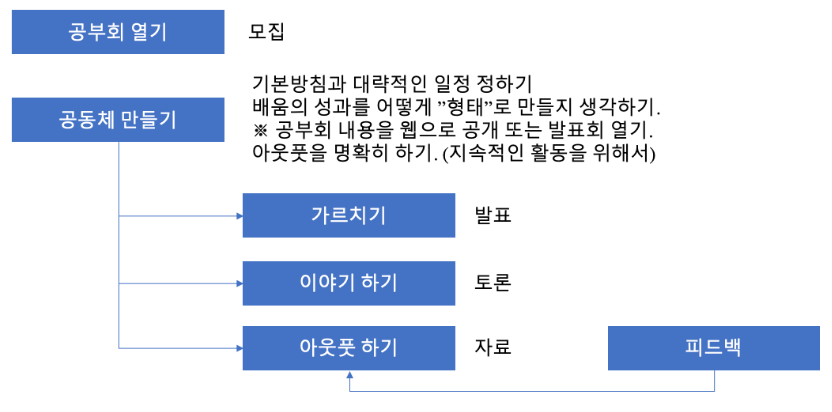 공부회 열기
모집
공동체 만들기
기본방침과 대략적인 일정 정하기
배움의 성과를 어떻게 ”형태”로 만들지 생각하기.
※ 공부회 내용을 웹으로 공개 또는 발표회 열기.
아웃풋을 명확히 하기. (지속적인 활동을 위해서)
가르치기
발표
이야기 하기
토론
아웃풋 하기
자료
피드백